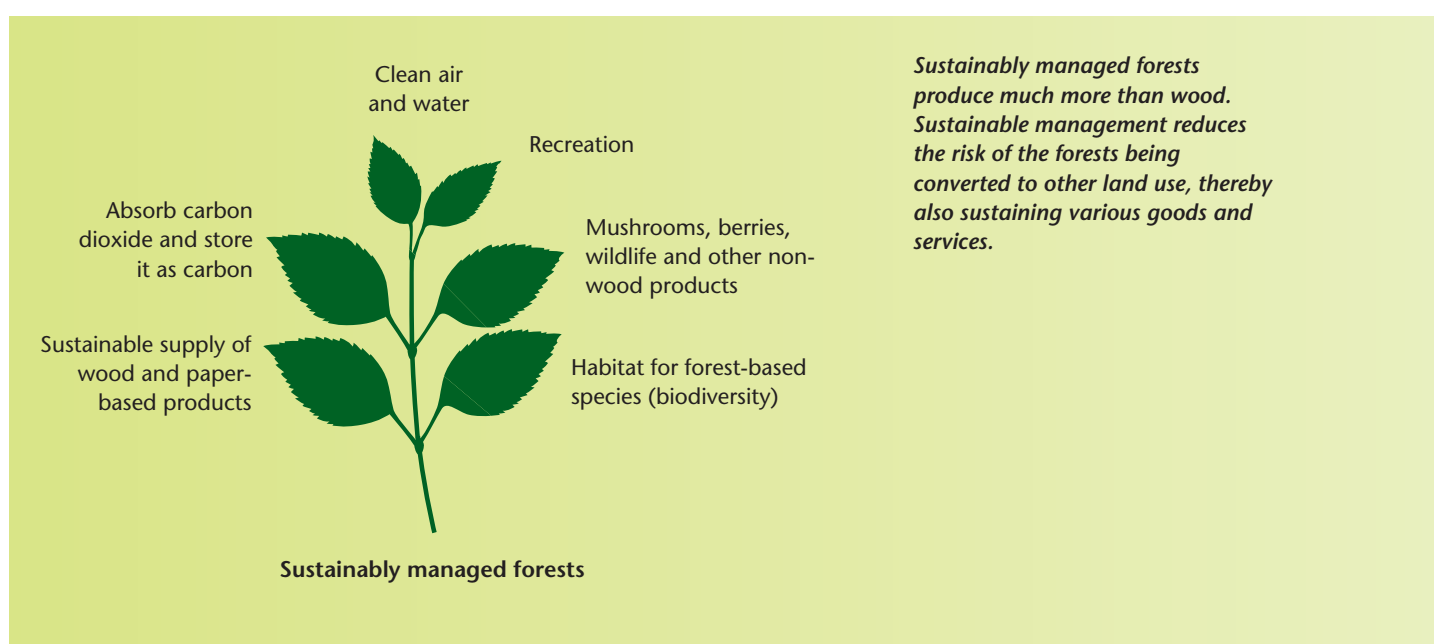 Clean air
and water
Recreation
Absorb carbon
dioxide and store
it as carbon
Mushrooms, berries,
wildlife and other non-
wood products
Sustainable supply of
wood and paper-
based products
Habitat for forest-based
species (biodiversity)
Sustainably managed forests
Sustainably managed forests
produce much more than wood.
Sustainable management reduces
the risk of the forests being
converted to other land use, thereby
also sustaining various goods and
services.